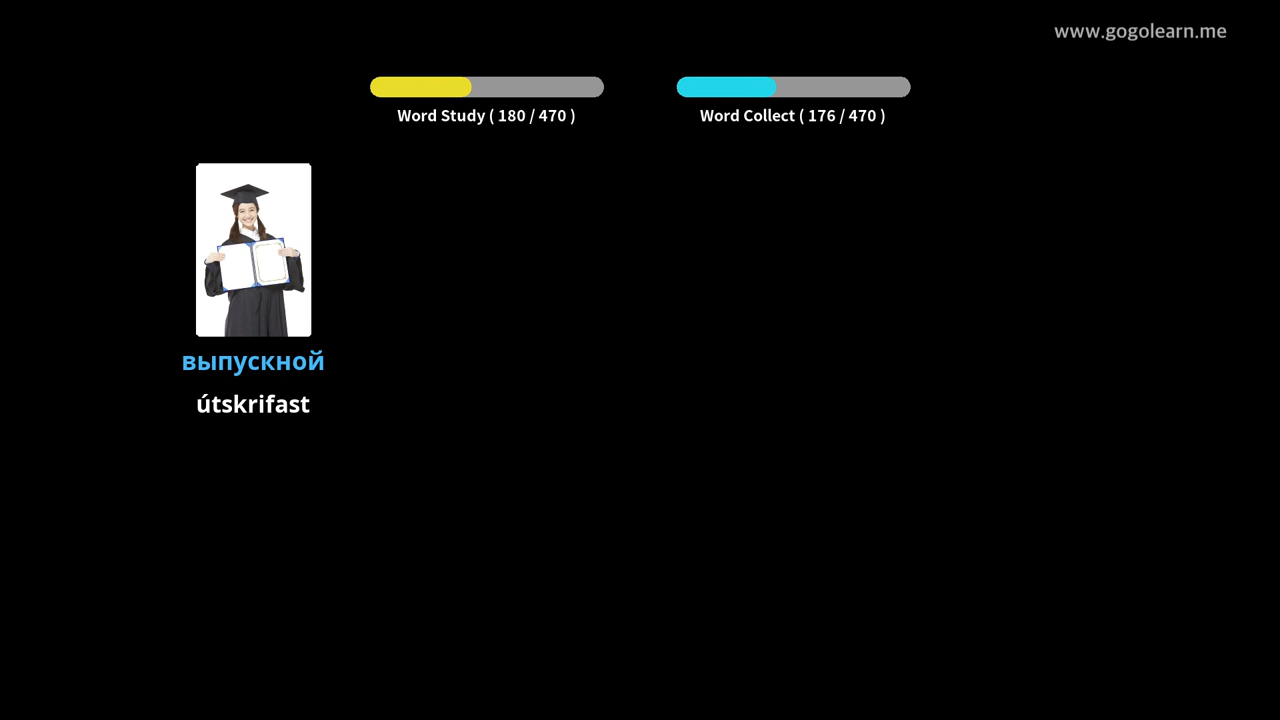 www.gogolearn.me
Word Study ( 180 / 470 )
Word Collect ( 176 / 470 )
выпускной
útskrifast